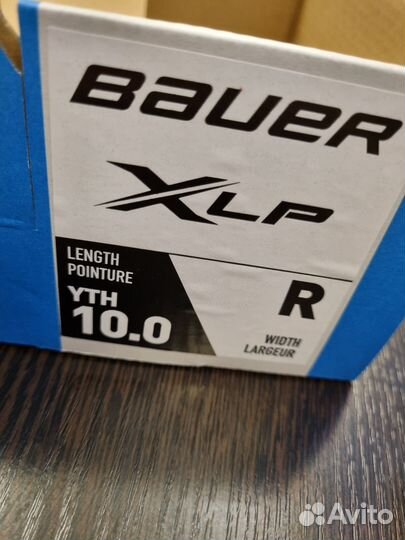 BAUER
XLP
LENGTH
POINTURE
YTH
10.0
R
WIDTH
LARGEUR
Avito